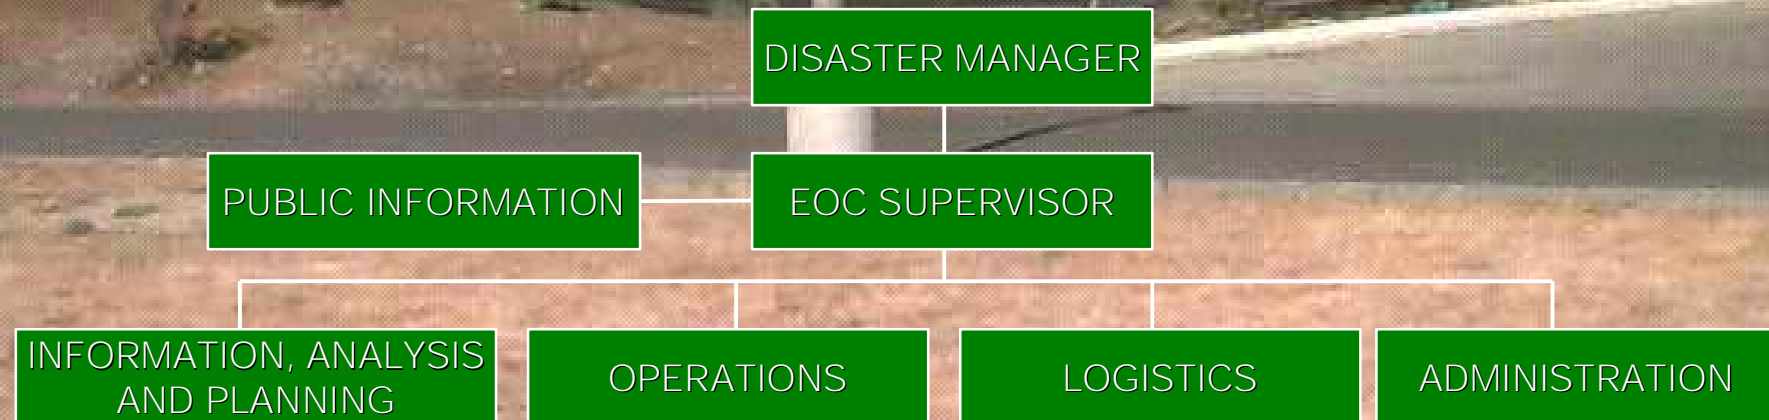 DISASTER MANAGER
PUBLIC INFORMATION
EOC SUPERVISOR
INFORMATION, ANALYSIS
AND PLANNING
OPERATIONS
LOGISTICS
ADMINISTRATION